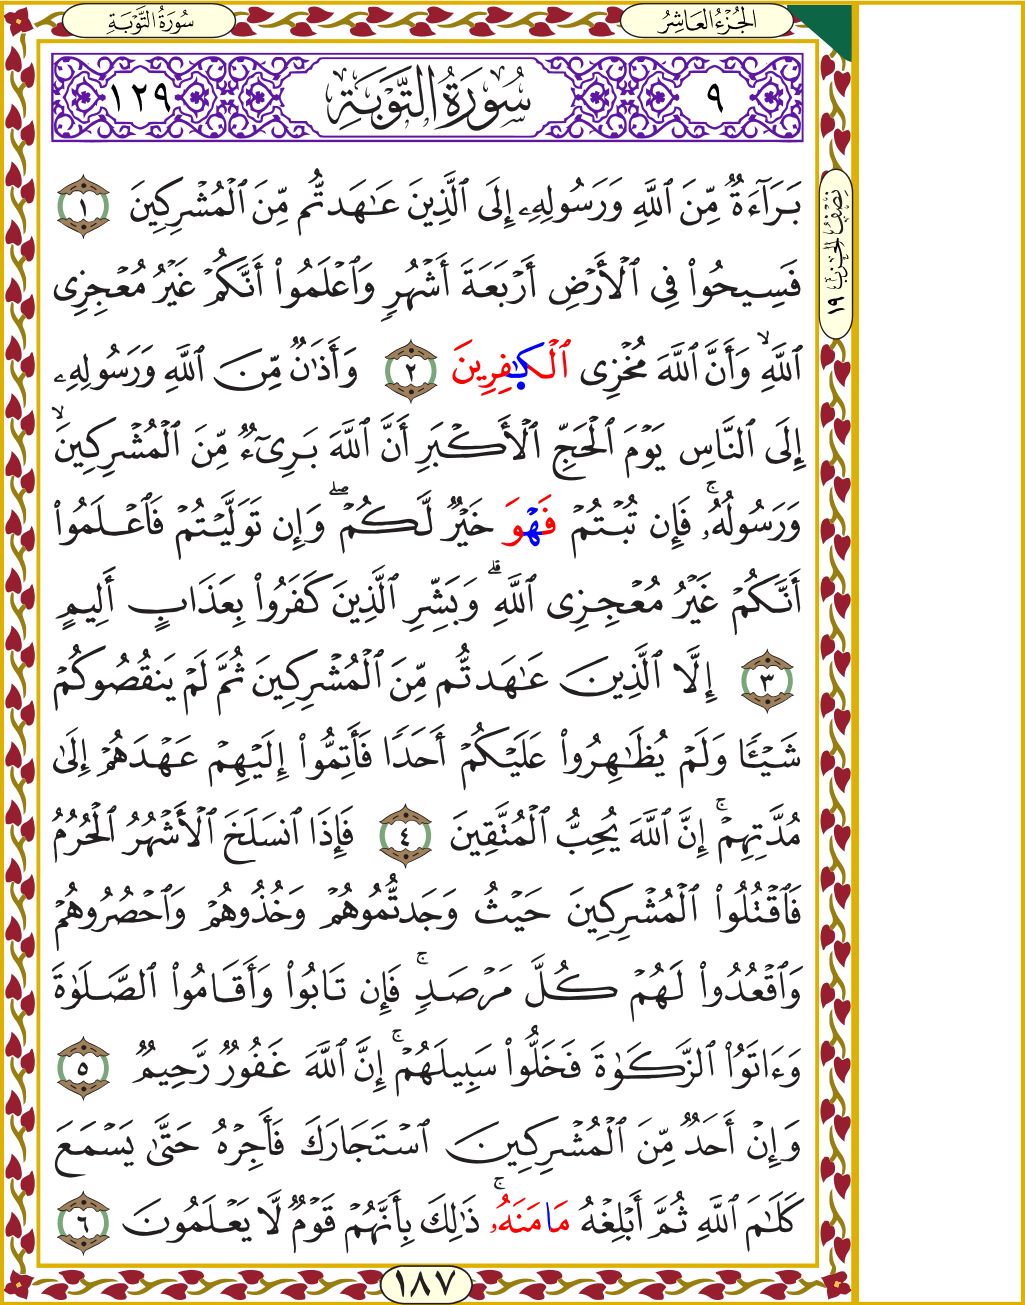 سُورَةُ التَّوْبَةِ
الجُزْءُ العَاشِرُ
٩ سُورَةُ التَّوْبَةِ ١٢٩
بَرَآءَةٌ مِّنَ ٱللَّهِ وَرَسُولِهِۦٓ إِلَى ٱلَّذِينَ عَـٰهَدتُّم مِّنَ ٱلْمُشْرِكِينَ ١
فَسِيحُوا۟ فِى ٱلْأَرْضِ أَرْبَعَةَ أَشْهُرٍ وَٱعْلَمُوٓا۟ أَنَّكُمْ غَيْرُ مُعْجِزِى
ٱللَّهِ ۙ وَأَنَّ ٱللَّهَ مُخْزِى ٱلْكَـٰفِرِينَ ٢ وَأَذَٰنٌ مِّنَ ٱللَّهِ وَرَسُولِهِۦٓ
إِلَى ٱلنَّاسِ يَوْمَ ٱلْحَجِّ ٱلْأَكْبَرِ أَنَّ ٱللَّهَ بَرِىٓءٌ مِّنَ ٱلْمُشْرِكِينَ ۙ
وَرَسُولُهُۥ ۚ فَإِن تُبْتُمْ فَهْوَ خَيْرٌ لَّكُمْ ۖ وَإِن تَوَلَّيْتُمْ فَٱعْلَمُوٓا۟
أَنَّكُمْ غَيْرُ مُعْجِزِى ٱللَّهِ ۗ وَبَشِّرِ ٱلَّذِينَ كَفَرُوا۟ بِعَذَابٍ أَلِيمٍ
٣ إِلَّا ٱلَّذِينَ عَـٰهَدتُّم مِّنَ ٱلْمُشْرِكِينَ ثُمَّ لَمْ يَنقُصُوكُمْ
شَيْـًٔا وَلَمْ يُظَـٰهِرُوا۟ عَلَيْكُمْ أَحَدًا فَأَتِمُّوٓا۟ إِلَيْهِمْ عَهْدَهُمْ إِلَىٰ
مُدَّتِهِمْ ۚ إِنَّ ٱللَّهَ يُحِبُّ ٱلْمُتَّقِينَ ٤ فَإِذَا ٱنسَلَخَ ٱلْأَشْهُرُ ٱلْحُرُمُ
فَٱقْتُلُوا۟ ٱلْمُشْرِكِينَ حَيْثُ وَجَدتُّمُوهُمْ وَخُذُوهُمْ وَٱحْصُرُوهُمْ
وَٱقْعُدُوا۟ لَهُمْ كُلَّ مَرْصَدٍ ۚ فَإِن تَابُوا۟ وَأَقَامُوا۟ ٱلصَّلَوٰةَ
وَءَاتَوُا۟ ٱلزَّكَوٰةَ فَخَلُّوا۟ سَبِيلَهُمْ ۚ إِنَّ ٱللَّهَ غَفُورٌ رَّحِيمٌ ٥
وَإِنْ أَحَدٌ مِّنَ ٱلْمُشْرِكِينَ ٱسْتَجَارَكَ فَأَجِرْهُ حَتَّىٰ يَسْمَعَ
كَلَـٰمَ ٱللَّهِ ثُمَّ أَبْلِغْهُ مَامَنَهُۥ ۚ ذَٰلِكَ بِأَنَّهُمْ قَوْمٌ لَّا يَعْلَمُونَ ٦
نِصْفُ الحِزْبِ ١٩
١٨٧